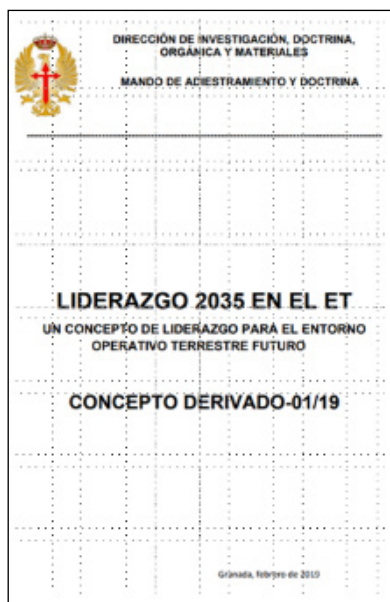 DIRECCIÓN DE INVESTIGACIÓN, DOCTRINA,
ORGÁNICA Y MATERIALES
MANDO DE ADIESTRAMIENTO Y DOCTRINA
LIDERAZGO 2035 EN EL ET
UN CONCEPTO DE LIDERAZGO PARA EL ENTORNO
OPERATIVO TERRESTRE FUTURO
CONCEPTO DERIVADO-01/19
Granada, febrero de 2019